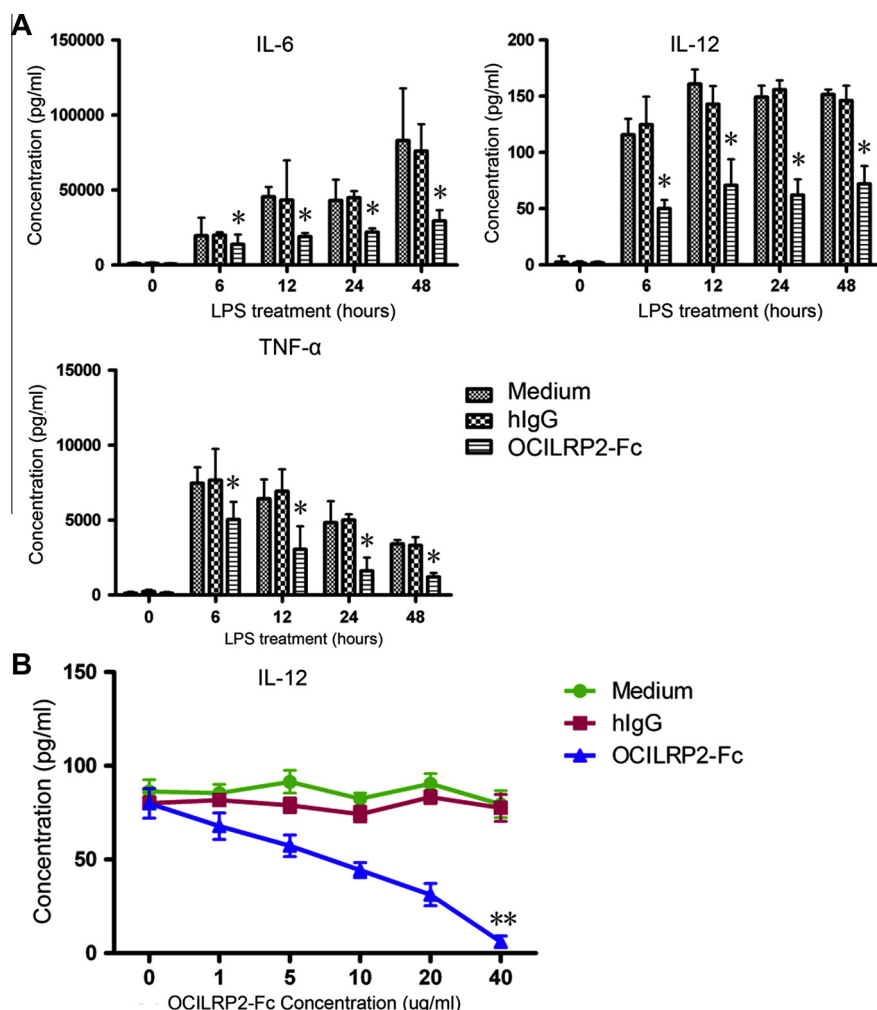 A
IL-6
Concentration (pg/ml)
150000
100000
50000
0
* * * *
0 6 12 24 48
LPS treatment (hours)
IL-12
Concentration (pg/ml)
200
150
100
50
0
* * * *
0 6 12 24 48
LPS treatment (hours)
TNF-α
Concentration (pg/ml)
15000
10000
5000
0
* * * *
0 6 12 24 48
LPS treatment (hours)
Medium
hIgG
OCILRP2-Fc
B
IL-12
Concentration (pg/ml)
150
100
50
0
**
0 1 5 10 20 40
OCILRP2-Fc Concentration (ug/ml)
Medium
hIgG
OCILRP2-Fc